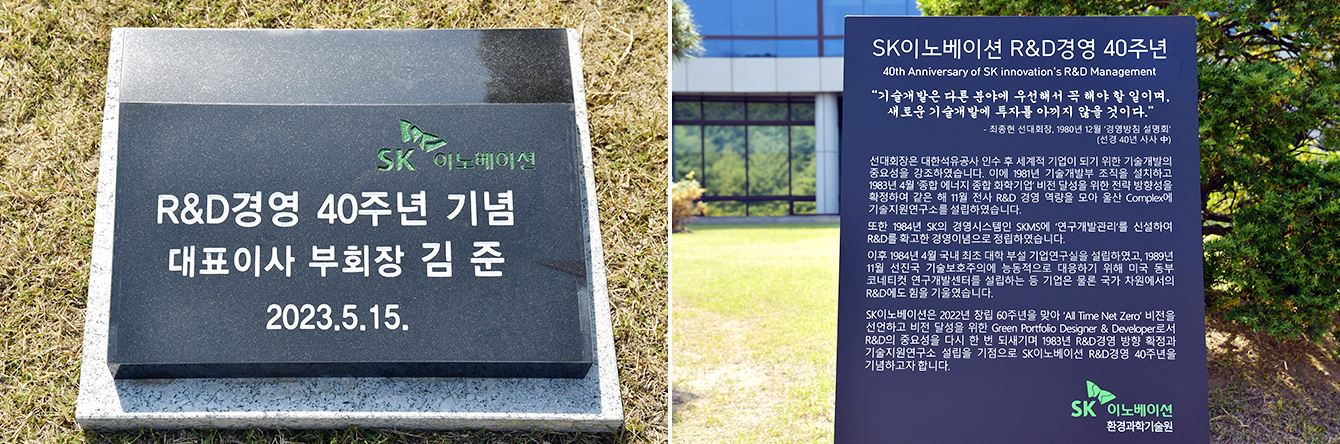 SK 이노베이션
R&D경영 40주년 기념
대표이사 부회장 김 준
2023.5.15.
SK이노베이션 R&D경영 40주년
40th Anniversary of SK innovation's R&D Management
“기술개발은 다른 분야에 우선해서 꼭 해야 할 일이며,
새로운 기술개발에 투자를 아끼지 않을 것이다.”
- 최종현 선대회장, 1980년 12월 ‘경영방침 설명회’
(선경 40년 사사 中)
선대회장은 대한석유공사 인수 후 세계적 기업이 되기 위한 기술개발의
중요성을 강조하였습니다. 이에 1981년 기술개발부 조직을 설치하고
1983년 4월 ‘종합 에너지 종합 화학기업’ 비전 달성을 위한 전략 방향성을
확정하여 같은 해 11월 전사 R&D 경영 역량을 모아 울산 Complex에
기술지원연구소를 설립하였습니다.
또한 1984년 SK의 경영시스템인 SKMS에 ‘연구개발관리’를 신설하여
R&D를 확고한 경영이념으로 정립하였습니다.
이후 1984년 4월 국내 최초 대학 부설 기업연구실을 설립하였고, 1989년
11월 선진국 기술보호주의에 능동적으로 대응하기 위해 미국 동부
코네티컷 연구개발센터를 설립하는 등 기업은 물론 국가 차원에서의
R&D에도 힘을 기울였습니다.
SK이노베이션은 2022년 창립 60주년을 맞아 ‘All Time Net Zero’ 비전을
선언하고 비전 달성을 위한 Green Portfolio Designer & Developer로서
R&D의 중요성을 다시 한 번 되새기며 1983년 R&D경영 방향 확정과
기술지원연구소 설립을 기점으로 SK이노베이션 R&D경영 40주년을
기념하고자 합니다.
SK 이노베이션
환경과학기술원